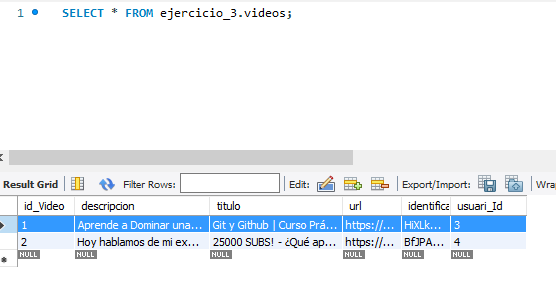 1 SELECT * FROM ejercicio_3.videos;
Result Grid Filter Rows: Edit: Export/Import: Wrap
id_Video descripcion titulo url identifica usuari_Id
1 Aprende a Dominar una... Git y Github | Curso Prá... https://... HiXLk... 3
2 Hoy hablamos de mi ex... 25000 SUBS! - ¿Qué ap... https://... BfJPA... 4
NULL NULL NULL NULL NULL NULL